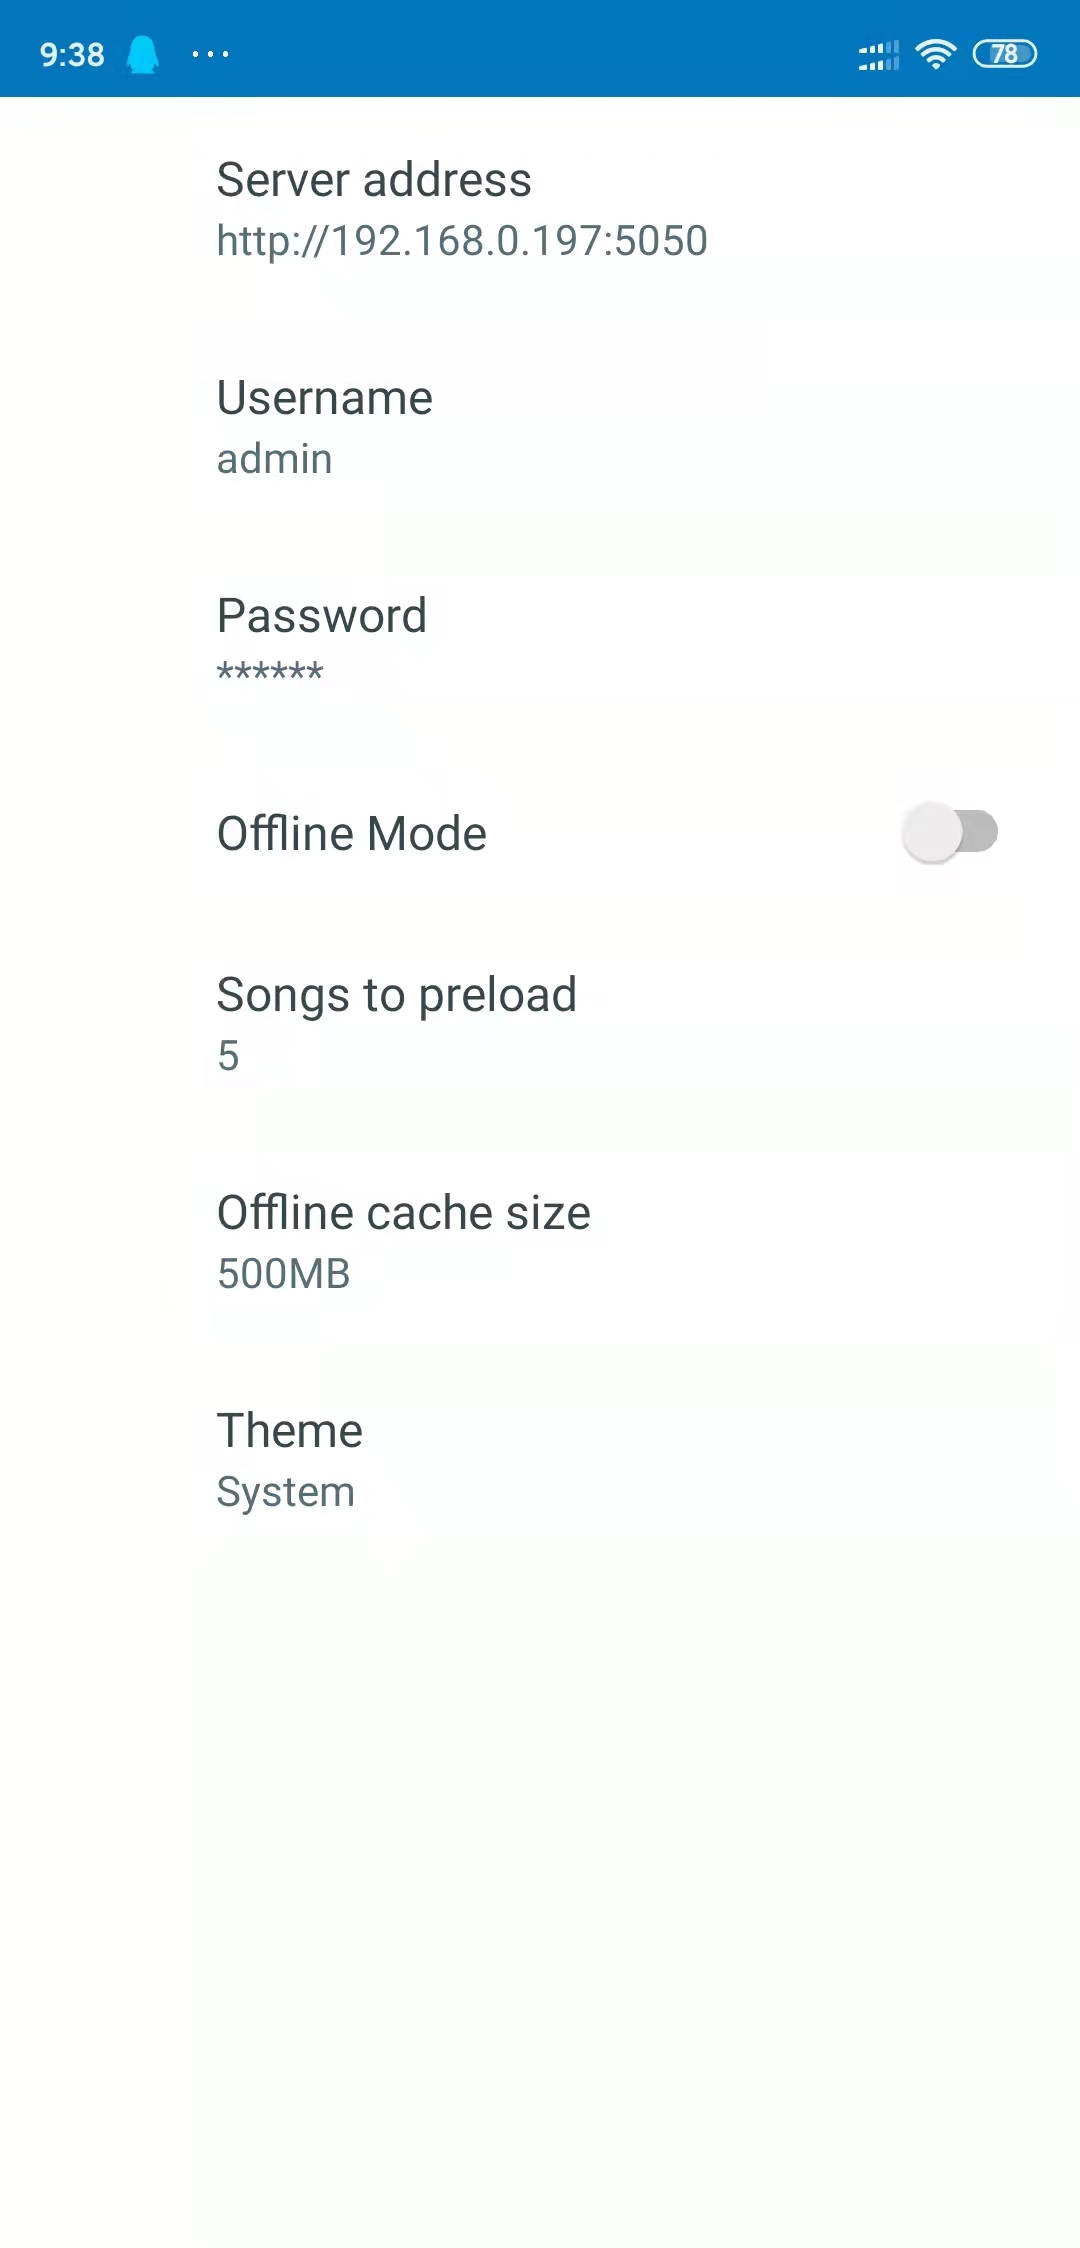 9:38 ... 78
Server address
http://192.168.0.197:5050
Username
admin
Password
******
Offline Mode
Songs to preload
5
Offline cache size
500MB
Theme
System